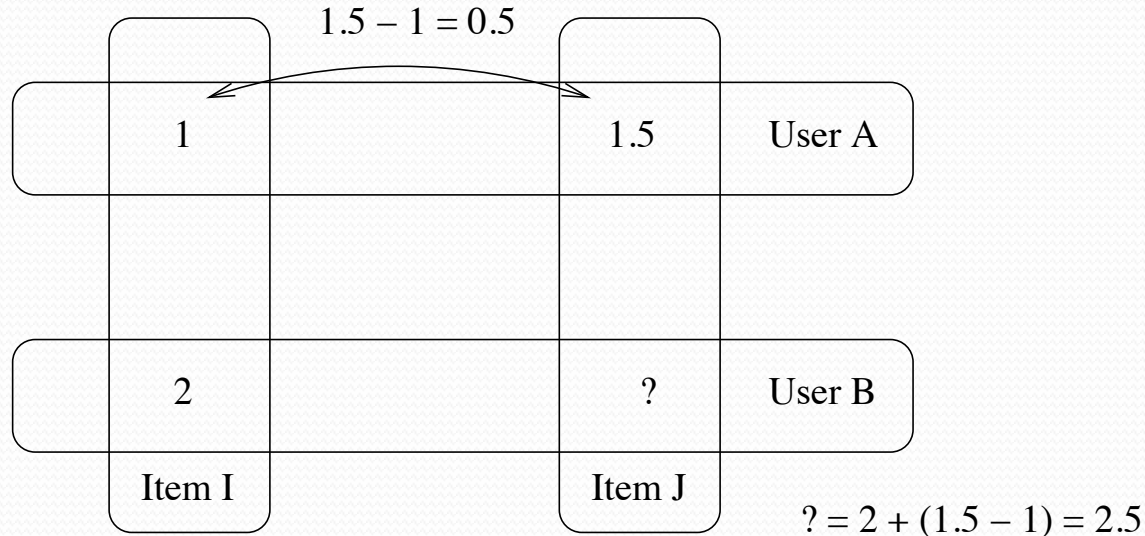 1.5 − 1 = 0.5
1 1.5 User A
2 ? User B
Item I Item J
? = 2 + (1.5 − 1) = 2.5